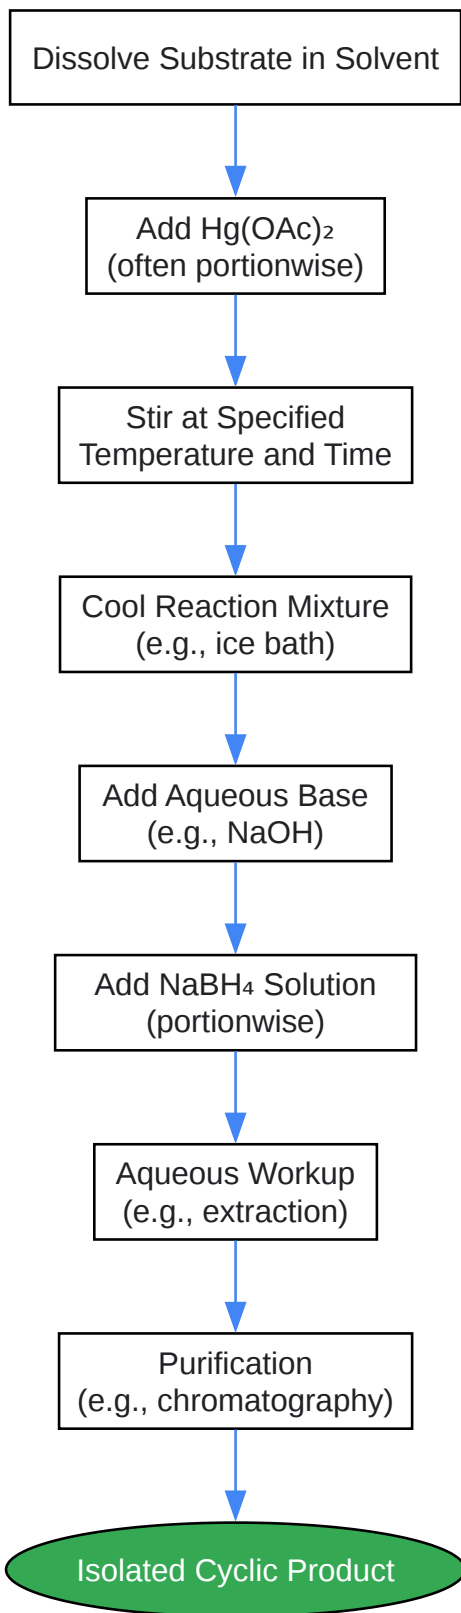 Dissolve Substrate in Solvent
Add Hg(OAc)₂
(often portionwise)
Stir at Specified
Temperature and Time
Cool Reaction Mixture
(e.g., ice bath)
Add Aqueous Base
(e.g., NaOH)
Add NaBH₄ Solution
(portionwise)
Aqueous Workup
(e.g., extraction)
Purification
(e.g., chromatography)
Isolated Cyclic Product